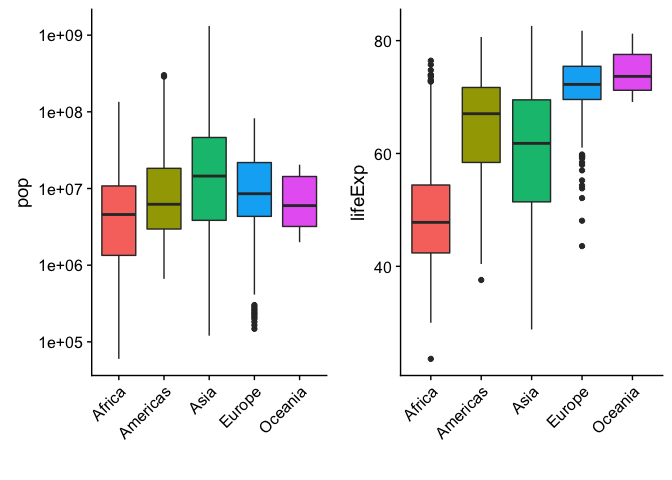 pop
1e+09
1e+08
1e+07
1e+06
1e+05
Africa
Americas
Asia
Europe
Oceania
lifeExp
80
60
40
Africa
Americas
Asia
Europe
Oceania